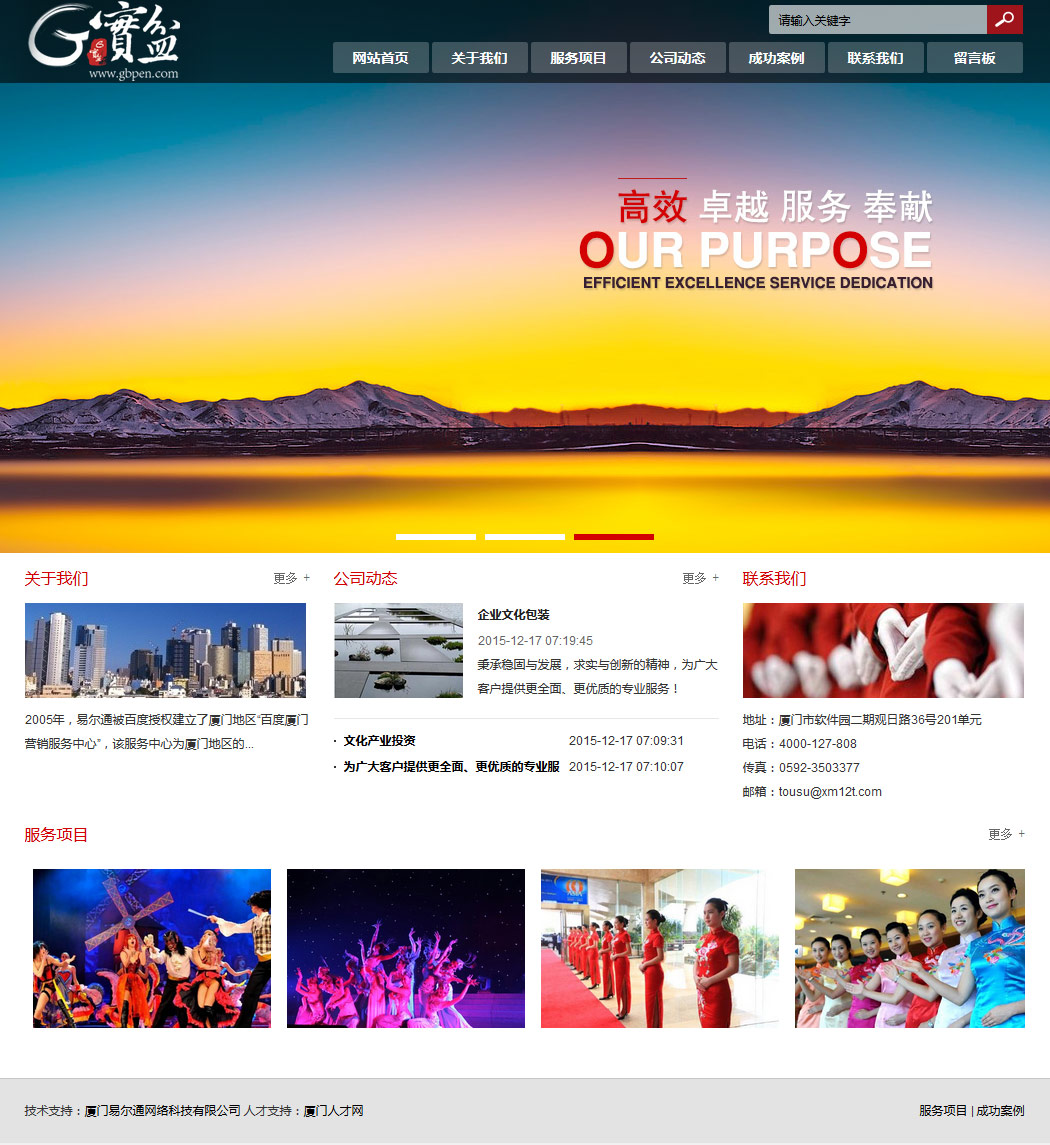 寶盆
www.gbpen.com
请输入关键字
网站首页 关于我们 服务项目 公司动态 成功案例 联系我们 留言板
高效 卓越 服务 奉献
OUR PURPOSE
EFFICIENT EXCELLENCE SERVICE DEDICATION
关于我们 更多 +
2005年，易尔通被百度授权建立了厦门地区“百度厦门
营销服务中心”，该服务中心为厦门地区的...
公司动态 更多 +
企业文化包装
2015-12-17 07:19:45
秉承稳固与发展，求实与创新的精神，为广大
客户提供更全面、更优质的专业服务！
· 文化产业投资 2015-12-17 07:09:31
· 为广大客户提供更全面、更优质的专业服 2015-12-17 07:10:07
联系我们
地址：厦门市软件园二期观日路36号201单元
电话：4000-127-808
传真：0592-3503377
邮箱：tousu@xm12t.com
服务项目 更多 +
技术支持：厦门易尔通网络科技有限公司 人才支持：厦门人才网
服务项目 | 成功案例